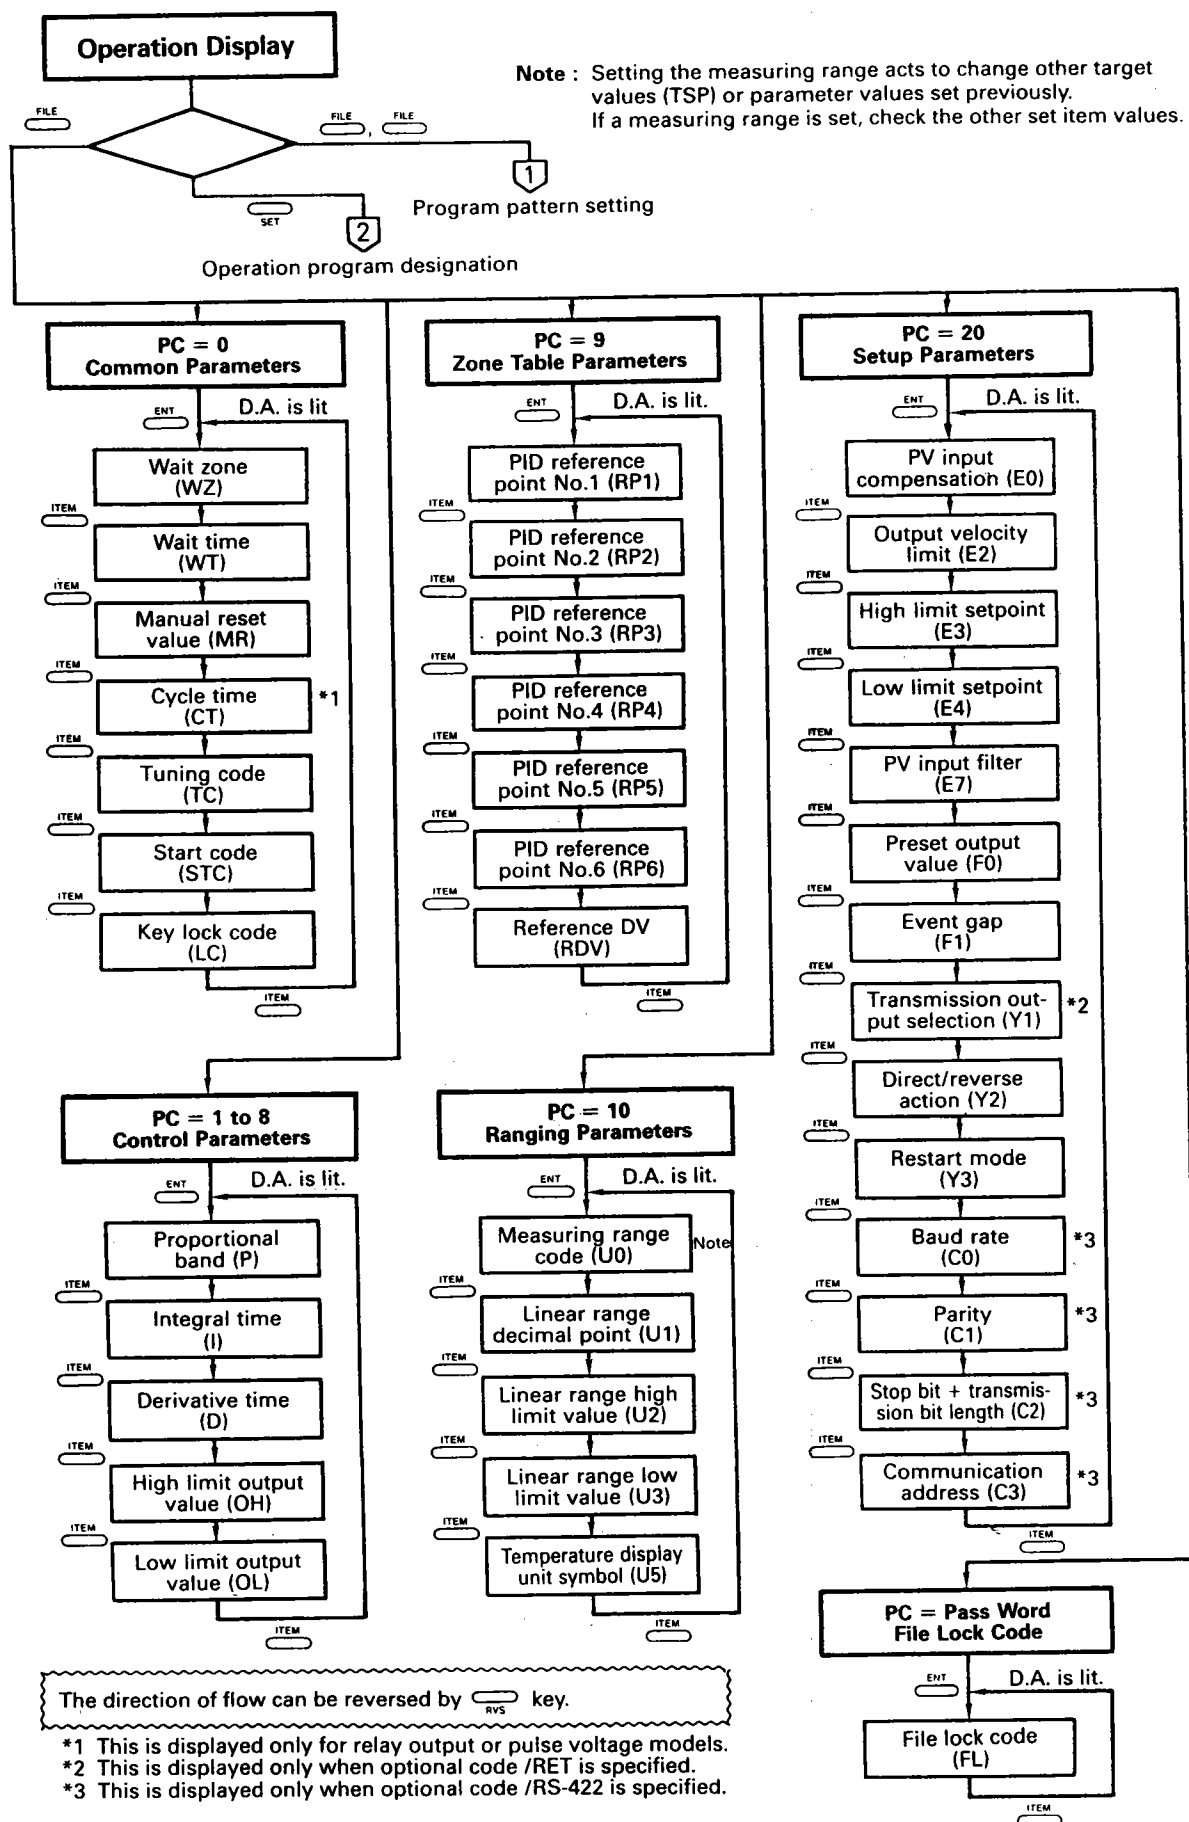 Operation Display
Note : Setting the measuring range acts to change other target
values (TSP) or parameter values set previously.
If a measuring range is set, check the other set item values.
FILE
FILE , FILE
1
Program pattern setting
SET
2
Operation program designation
PC = 0
Common Parameters
ENT
D.A. is lit
Wait zone
(WZ)
ITEM
Wait time
(WT)
ITEM
Manual reset
value (MR)
ITEM
Cycle time
(CT)
*1
ITEM
Tuning code
(TC)
ITEM
Start code
(STC)
ITEM
Key lock code
(LC)
ITEM
PC = 1 to 8
Control Parameters
ENT
D.A. is lit.
Proportional
band (P)
ITEM
Integral time
(I)
ITEM
Derivative time
(D)
ITEM
High limit output
value (OH)
ITEM
Low limit output
value (OL)
ITEM
PC = 9
Zone Table Parameters
ENT
D.A. is lit.
PID reference
point No.1 (RP1)
ITEM
PID reference
point No.2 (RP2)
ITEM
PID reference
point No.3 (RP3)
ITEM
PID reference
point No.4 (RP4)
ITEM
PID reference
point No.5 (RP5)
ITEM
PID reference
point No.6 (RP6)
ITEM
Reference DV
(RDV)
ITEM
PC = 10
Ranging Parameters
ENT
D.A. is lit.
Measuring range
code (U0)
Note
ITEM
Linear range
decimal point (U1)
ITEM
Linear range high
limit value (U2)
ITEM
Linear range low
limit value (U3)
ITEM
Temperature display
unit symbol (U5)
ITEM
PC = 20
Setup Parameters
ENT
D.A. is lit.
PV input
compensation (E0)
ITEM
Output velocity
limit (E2)
ITEM
High limit setpoint
(E3)
ITEM
Low limit setpoint
(E4)
ITEM
PV input filter
(E7)
ITEM
Preset output
value (F0)
ITEM
Event gap
(F1)
ITEM
Transmission out-
put selection (Y1)
*2
ITEM
Direct/reverse
action (Y2)
ITEM
Restart mode
(Y3)
ITEM
Baud rate
(C0)
*3
ITEM
Parity
(C1)
*3
ITEM
Stop bit + transmis-
sion bit length (C2)
*3
ITEM
Communication
address (C3)
*3
ITEM
PC = Pass Word
File Lock Code
ENT
D.A. is lit.
File lock code
(FL)
ITEM
The direction of flow can be reversed by RVS key.
*1 This is displayed only for relay output or pulse voltage models.
*2 This is displayed only when optional code /RET is specified.
*3 This is displayed only when optional code /RS-422 is specified.